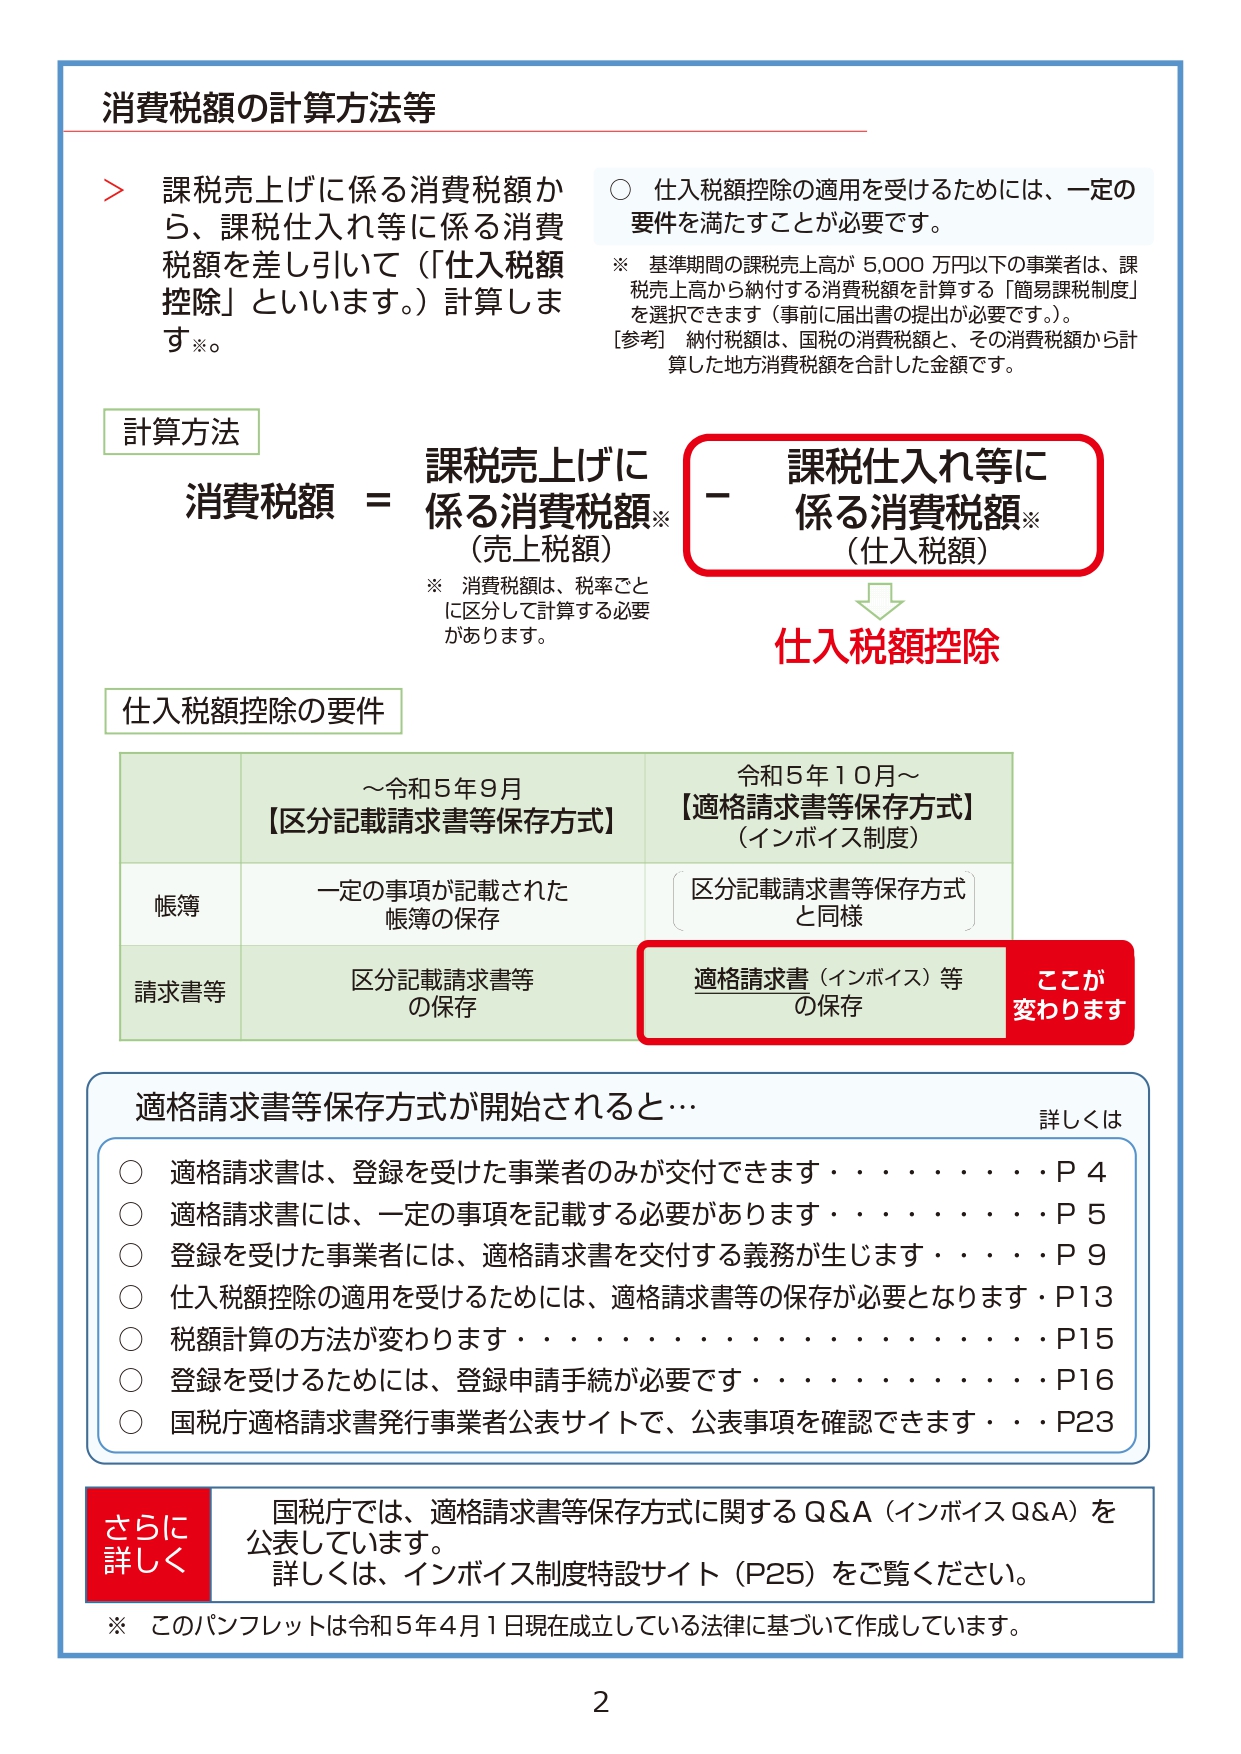 消費税額の計算方法等
＞ 課税売上げに係る消費税額か
ら、課税仕入れ等に係る消費
税額を差し引いて（「仕入税額
控除」といいます。）計算しま
す※。
○ 仕入税額控除の適用を受けるためには、一定の
要件を満たすことが必要です。
※ 基準期間の課税売上高が 5,000 万円以下の事業者は、課
税売上高から納付する消費税額を計算する「簡易課税制度」
を選択できます（事前に届出書の提出が必要です。）。
［参考］ 納付税額は、国税の消費税額と、その消費税額から計
算した地方消費税額を合計した金額です。
計算方法
消費税額 ＝
課税売上げに
係る消費税額※
（売上税額）
※ 消費税額は、税率ごと
に区分して計算する必要
があります。
－
課税仕入れ等に
係る消費税額※
（仕入税額）
仕入税額控除
仕入税額控除の要件
～令和５年９月
【区分記載請求書等保存方式】
令和５年１０月～
【適格請求書等保存方式】
（インボイス制度）
帳簿
一定の事項が記載された
帳簿の保存
区分記載請求書等保存方式
と同様
請求書等
区分記載請求書等
の保存
適格請求書（インボイス）等
の保存
ここが
変わります
適格請求書等保存方式が開始されると…
詳しくは
○ 適格請求書は、登録を受けた事業者のみが交付できます・・・・・・・・・P 4
○ 適格請求書には、一定の事項を記載する必要があります・・・・・・・・・P 5
○ 登録を受けた事業者には、適格請求書を交付する義務が生じます・・・・・P 9
○ 仕入税額控除の適用を受けるためには、適格請求書等の保存が必要となります・P13
○ 税額計算の方法が変わります・・・・・・・・・・・・・・・・・・・・・P15
○ 登録を受けるためには、登録申請手続が必要です・・・・・・・・・・・・P16
○ 国税庁適格請求書発行事業者公表サイトで、公表事項を確認できます・・・P23
さらに
詳しく
国税庁では、適格請求書等保存方式に関する Q&A（インボイス Q&A）を
公表しています。
詳しくは、インボイス制度特設サイト（P25）をご覧ください。
※ このパンフレットは令和５年４月１日現在成立している法律に基づいて作成しています。
2